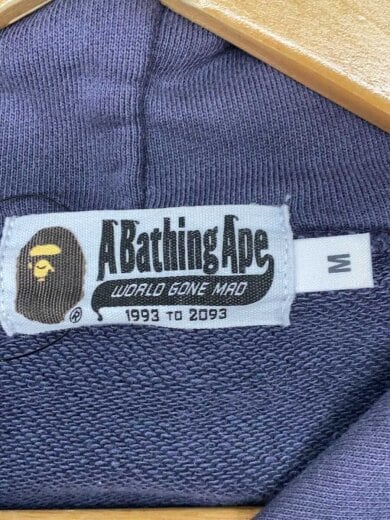 A Bathing Ape
WORLD GONE MAD
1993 TO 2093
®
M